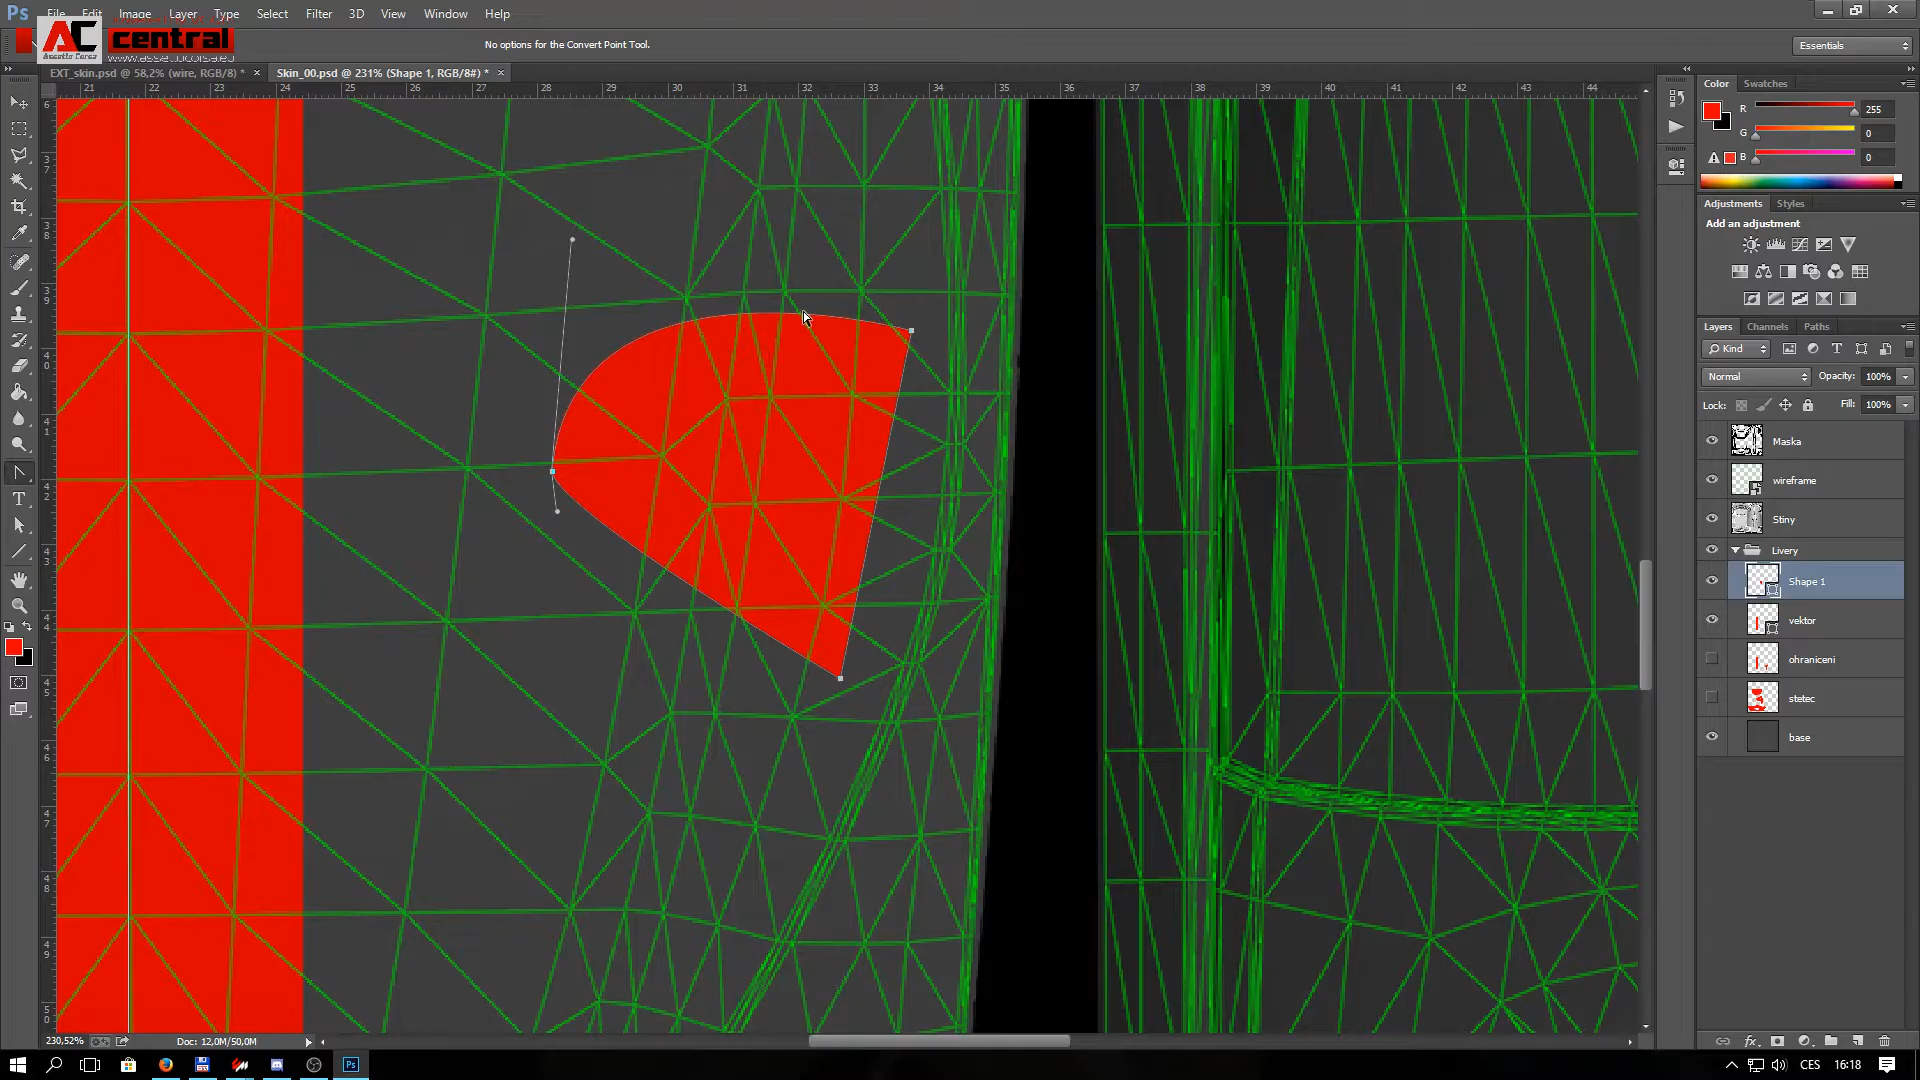 Ps File Edit Image Layer Type Select Filter 3D View Window Help
AC central
Assetto Corsa
No options for the Convert Point Tool.
Essentials
EXT_skin.psd @ 58,2% (wire, RGB/8) * ×
Skin_00.psd @ 231% (Shape 1, RGB/8#) * ×
21 22 23 24 25 26 27 28 29 30 31 32 33 34 35 36 37 38 39 40 41 42 43 44
Color Swatches
R 255
G 0
B 0
Adjustments Styles
Add an adjustment
Layers Channels Paths
Kind
Normal Opacity: 100%
Lock: Fill: 100%
Maska
wireframe
Stiny
Livery
Shape 1
vektor
ohraniceni
stetec
base
230,52% Doc: 12,0M/50,0M
Ps CES 16:18